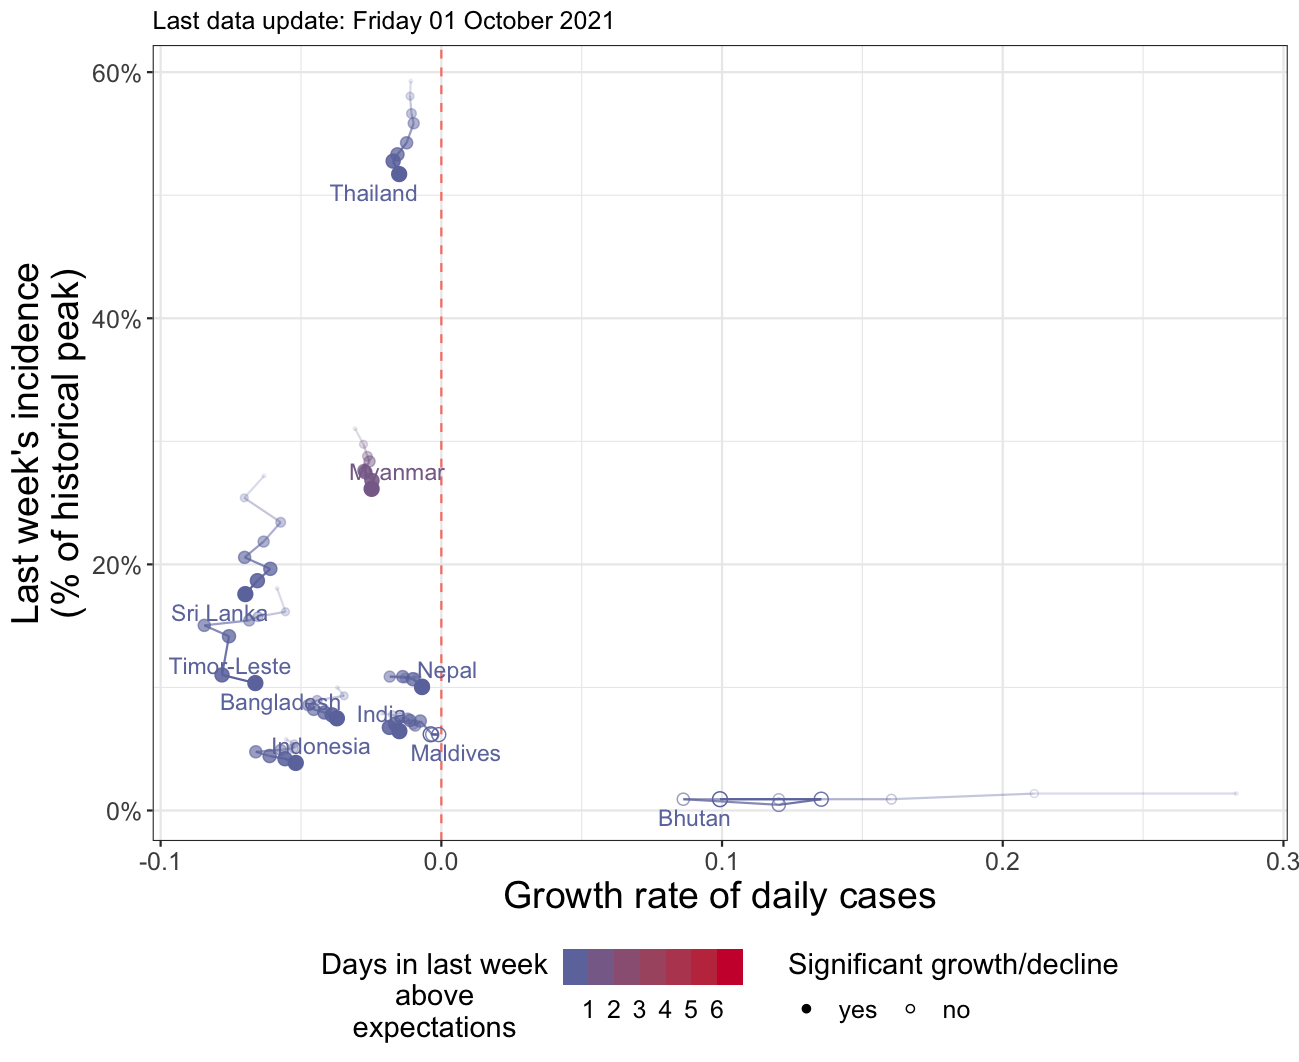 Last data update: Friday 01 October 2021
Last week's incidence
(% of historical peak)
60%
40%
20%
0%
Thailand
Myanmar
Sri Lanka
Timor-Leste
Nepal
Bangladesh
India
Indonesia
Maldives
Bhutan
-0.1
0.0
0.1
0.2
0.3
Growth rate of daily cases
Days in last week
above
expectations
1 2 3 4 5 6
Significant growth/decline
yes
no